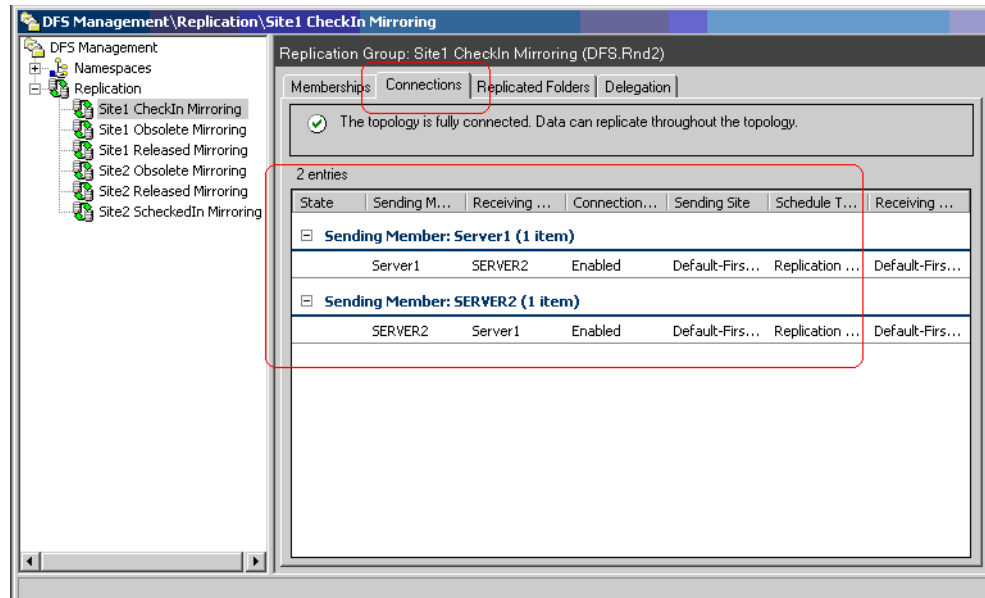 DFS Management\Replication\Site1 CheckIn Mirroring
DFS Management
Namespaces
Replication
Site1 CheckIn Mirroring
Site1 Obsolete Mirroring
Site1 Released Mirroring
Site2 Obsolete Mirroring
Site2 Released Mirroring
Site2 ScheckedIn Mirroring
Replication Group: Site1 CheckIn Mirroring (DFS.Rnd2)
Memberships Connections Replicated Folders Delegation
The topology is fully connected. Data can replicate throughout the topology.
2 entries
State Sending M... Receiving ... Connection... Sending Site Schedule T... Receiving ...
Sending Member: Server1 (1 item)
Server1 SERVER2 Enabled Default-Firs... Replication ... Default-Firs...
Sending Member: SERVER2 (1 item)
SERVER2 Server1 Enabled Default-Firs... Replication ... Default-Firs...